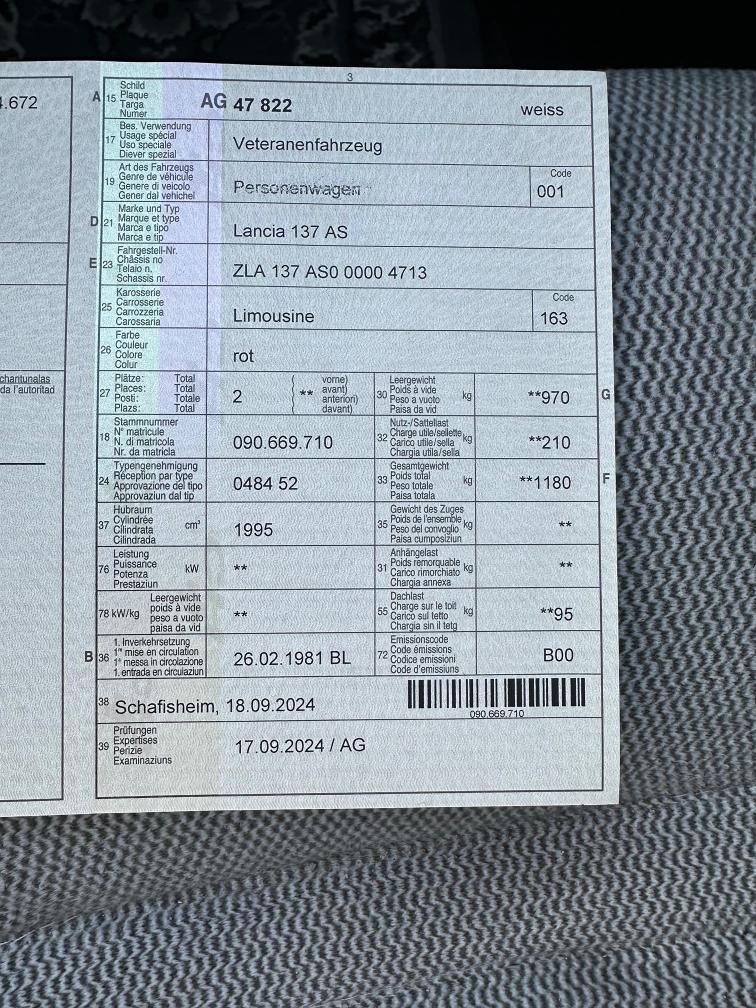 3
.672
A 15 Schild
Plaque
Targa
Numer
AG 47 822 weiss
17 Bes. Verwendung
Usage spécial
Uso speciale
Diever spezial
Veteranenfahrzeug
19 Art des Fahrzeugs
Genre de véhicule
Genere di veicolo
Gener dal vehichel
Personenwagen
Code
001
D 21 Marke und Typ
Marque et type
Marca e tipo
Marca e tip
Lancia 137 AS
E 23 Fahrgestell-Nr.
Châssis no
Telaio n.
Schassis nr.
ZLA 137 AS0 0000 4713
25 Karosserie
Carrosserie
Carrozzeria
Carossaria
Limousine
Code
163
26 Farbe
Couleur
Colore
Colur
rot
27 Plätze: Total
Places: Total
Posti: Totale
Plazs: Total
2
** vorne)
avant)
anteriori)
davant)
30 Leergewicht
Poids à vide
Peso a vuoto
Paisa da vid
kg
**970
G
chantunalas
da l'autoritad
18 Stammnummer
N° matricule
N. di matricola
Nr. da matricla
090.669.710
32 Nutz-/Sattellast
Charge utile/sellette
Carico utile/sella
Chargia utila/sella
kg
**210
24 Typengenehmigung
Réception par type
Approvazione del tipo
Approvaziun dal tip
0484 52
33 Gesamtgewicht
Poids total
Peso totale
Paisa totala
kg
**1180
F
37 Hubraum
Cylindrée
Cilindrata
Cilindrada
cm³
1995
35 Gewicht des Zuges
Poids de l'ensemble
Peso del convoglio
Paisa cumposiziun
kg
**
76 Leistung
Puissance
Potenza
Prestaziun
kW
**
31 Anhängelast
Poids remorquable
Carico rimorchiato
Chargia annexa
kg
**
78 kW/kg Leergewicht
poids à vide
peso a vuoto
paisa da vid
**
55 Dachlast
Charge sur le toit
Carico sul tetto
Chargia sin il tetg
kg
**95
B 36 1. Inverkehrsetzung
1re mise en circulation
1a messa in circolazione
1. entrada en circulaziun
26.02.1981 BL
72 Emissionscode
Code émissions
Codice emissioni
Code d'emissiuns
B00
38 Schafisheim, 18.09.2024
090.669.710
39 Prüfungen
Expertises
Perizie
Examinaziuns
17.09.2024 / AG